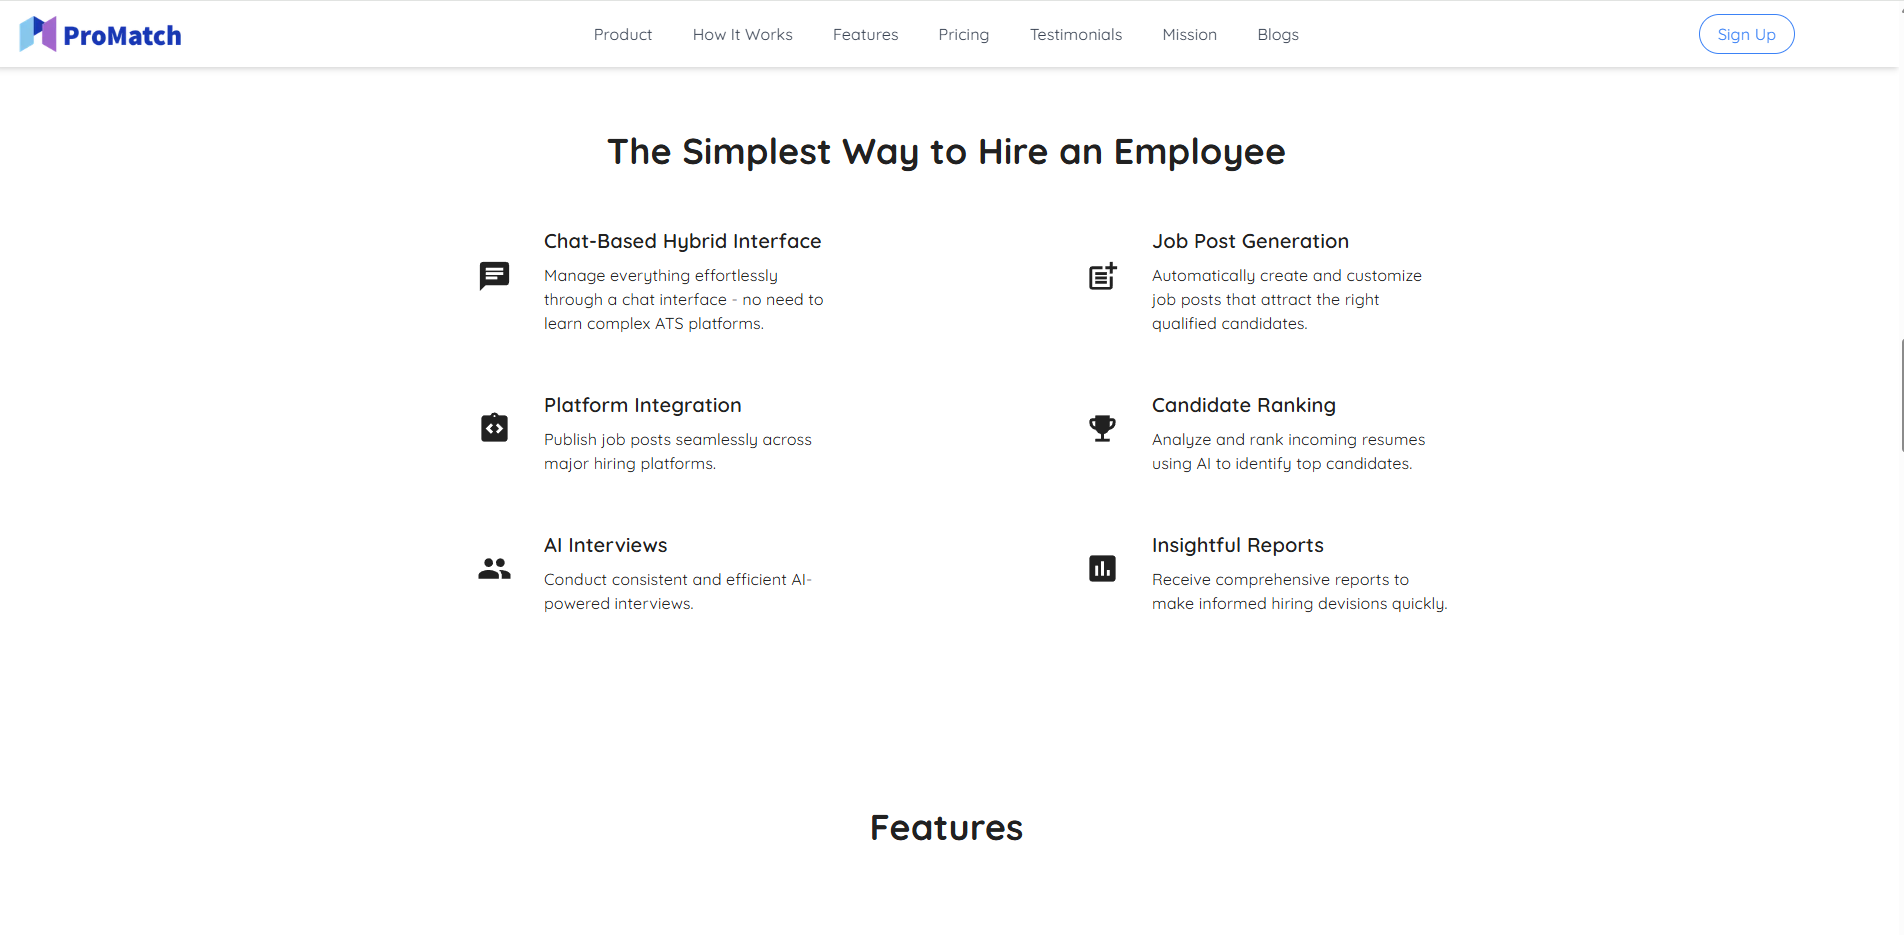 ProMatch
Product
How It Works
Features
Pricing
Testimonials
Mission
Blogs
Sign Up
The Simplest Way to Hire an Employee
Chat-Based Hybrid Interface
Manage everything effortlessly
through a chat interface - no need to
learn complex ATS platforms.
Job Post Generation
Automatically create and customize
job posts that attract the right
qualified candidates.
Platform Integration
Publish job posts seamlessly across
major hiring platforms.
Candidate Ranking
Analyze and rank incoming resumes
using AI to identify top candidates.
AI Interviews
Conduct consistent and efficient AI-
powered interviews.
Insightful Reports
Receive comprehensive reports to
make informed hiring devisions quickly.
Features